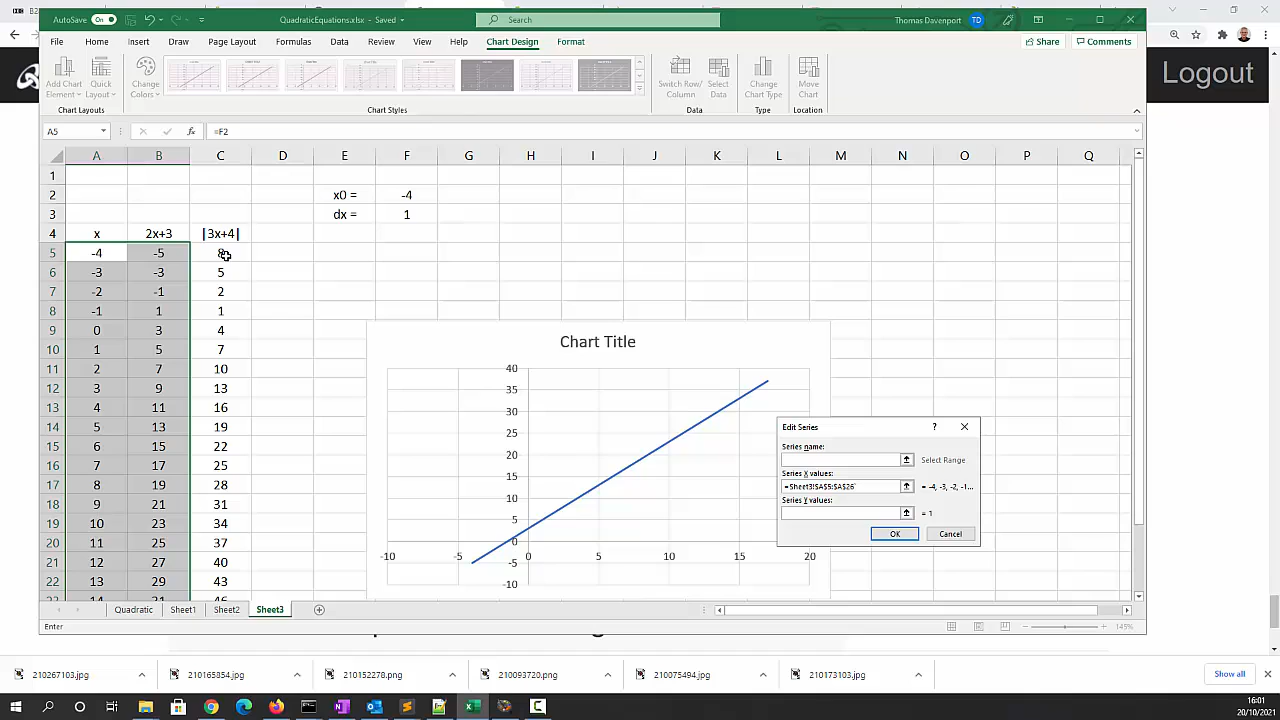 AutoSave On QuadraticEquations.xlsx - Saved Search Thomas Davenport TD
File Home Insert Draw Page Layout Formulas Data Review View Help Chart Design Format Share Comments
Add Chart Element Quick Layout Change Colors Switch Row/Column Select Data Change Chart Type Move Chart
Chart Layouts Chart Styles Data Type Location
Logout
A5 fx =F2
A B C D E F G H I J K L M N O P Q
1
2 x0 = -4
3 dx = 1
4 x 2x+3 |3x+4|
5 -4 -5 8
6 -3 -3 5
7 -2 -1 2
8 -1 1 1
9 0 3 4
10 1 5 7
11 2 7 10
12 3 9 13
13 4 11 16
14 5 13 19
15 6 15 22
16 7 17 25
17 8 19 28
18 9 21 31
19 10 23 34
20 11 25 37
21 12 27 40
22 13 29 43
Chart Title
40
35
30
25
20
15
10
5
0
-5
-10
-10 -5 0 5 10 15 20
Edit Series ?
Series name:
Select Range
Series X values:
=Sheet3!$A$5:$A$26 = -4, -3, -2, -1...
Series Y values:
= 1
OK Cancel
Quadratic Sheet1 Sheet2 Sheet3
Enter 145%
210267103.jpg 210165854.jpg 210152278.png 210093720.png 210075494.jpg 210173103.jpg Show all
16:01
20/10/2021